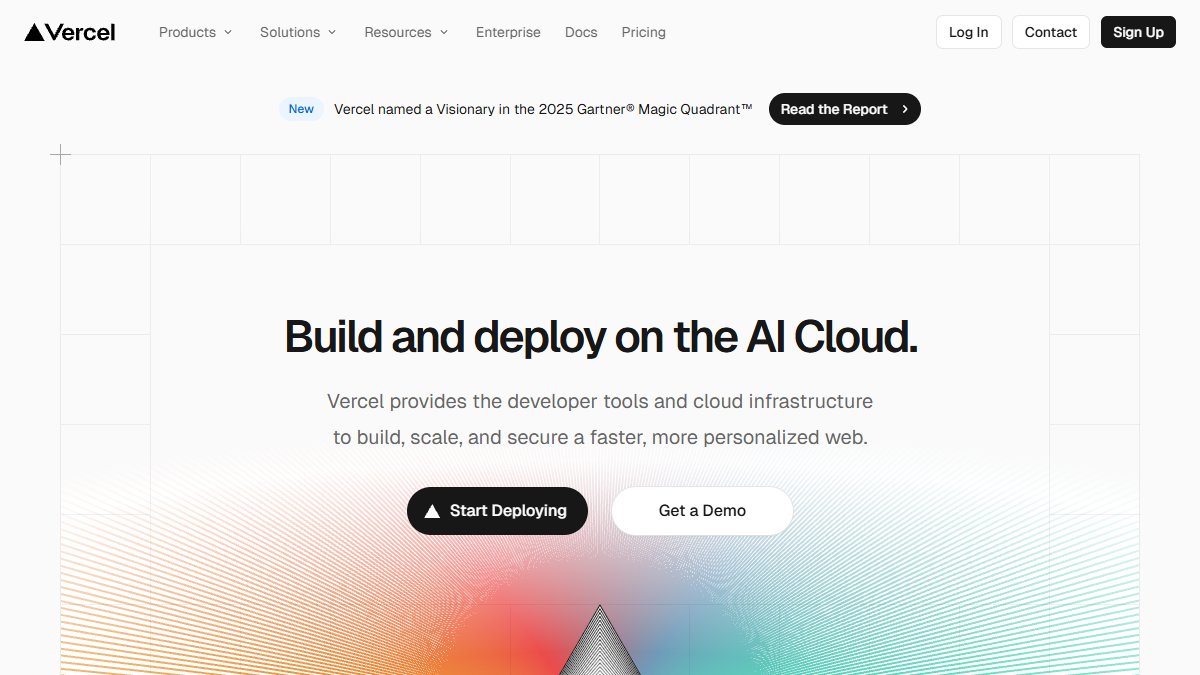 Vercel
Products
Solutions
Resources
Enterprise
Docs
Pricing
Log In
Contact
Sign Up
New
Vercel named a Visionary in the 2025 Gartner® Magic Quadrant™
Read the Report
Build and deploy on the AI Cloud.
Vercel provides the developer tools and cloud infrastructure
to build, scale, and secure a faster, more personalized web.
Start Deploying
Get a Demo